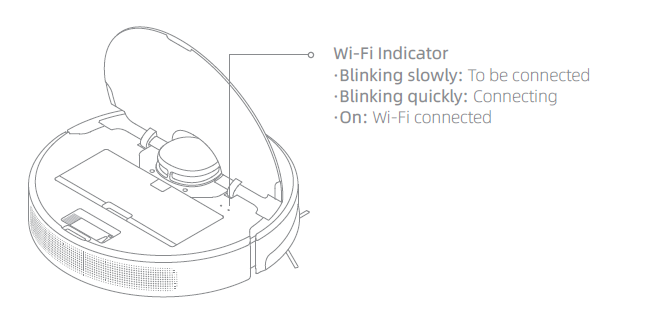 Wi-Fi Indicator
·Blinking slowly: To be connected
·Blinking quickly: Connecting
·On: Wi-Fi connected